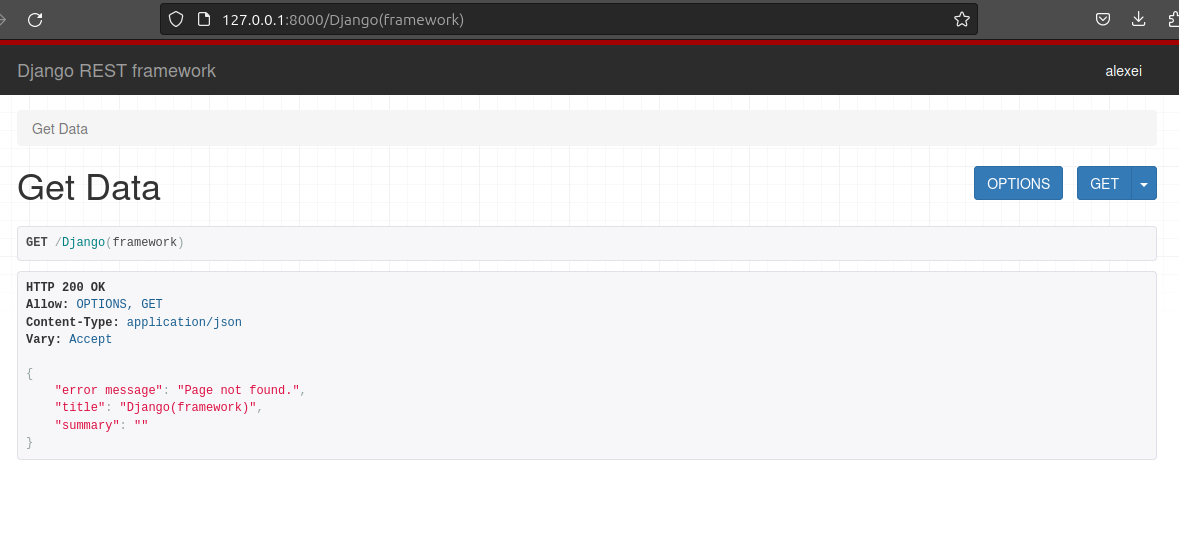 127.0.0.1:8000/Django(framework)
Django REST framework
alexei
Get Data
Get Data
OPTIONS
GET
GET /Django(framework)
HTTP 200 OK
Allow: OPTIONS, GET
Content-Type: application/json
Vary: Accept
{
    "error message": "Page not found.",
    "title": "Django(framework)",
    "summary": ""
}